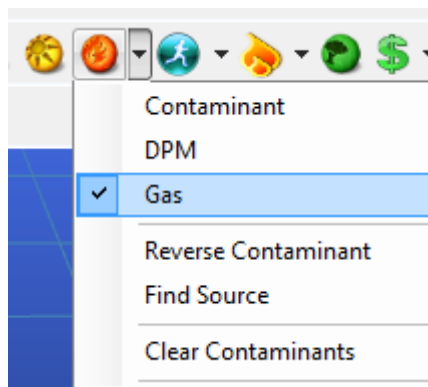 Contaminant
DPM
Gas
Reverse Contaminant
Find Source
Clear Contaminants